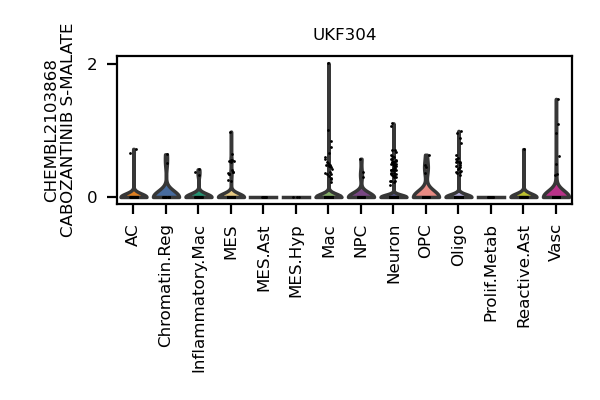 UKF304
CHEMBL2103868
CABOZANTINIB S-MALATE
2
0
AC
Chromatin.Reg
Inflammatory.Mac
MES
MES.Ast
MES.Hyp
Mac
NPC
Neuron
OPC
Oligo
Prolif.Metab
Reactive.Ast
Vasc